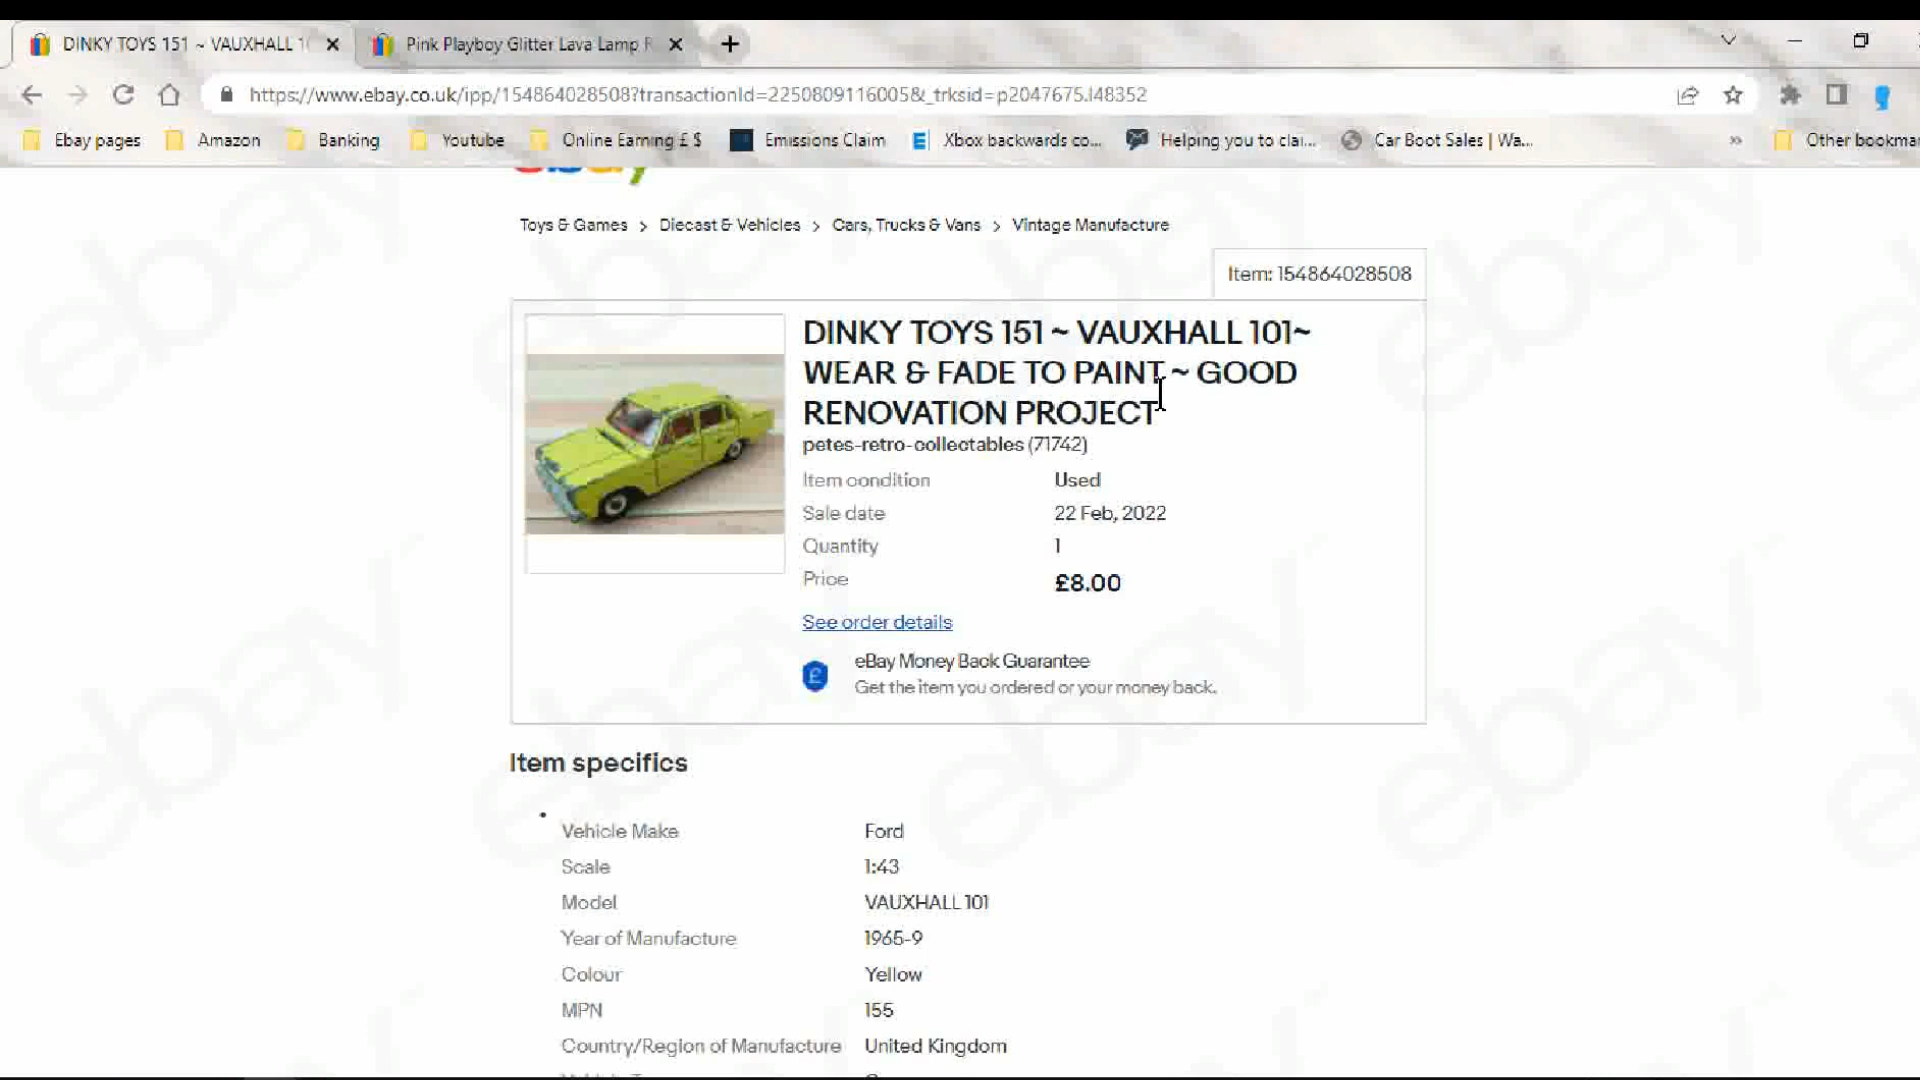 DINKY TOYS 151 ~ VAUXHALL 1
Pink Playboy Glitter Lava Lamp
https://www.ebay.co.uk/ipp/154864028508?transactionId=2250809116005&_trksid=p2047675.l48352
Ebay pages Amazon Banking Youtube Online Earning £ $ Emissions Claim Xbox backwards co... Helping you to clai... Car Boot Sales | Wa... » Other bookma
ebay
Toys & Games > Diecast & Vehicles > Cars, Trucks & Vans > Vintage Manufacture
Item: 154864028508
DINKY TOYS 151 ~ VAUXHALL 101~
WEAR & FADE TO PAINT ~ GOOD
RENOVATION PROJECT
petes-retro-collectables (71742)
Item condition Used
Sale date 22 Feb, 2022
Quantity 1
Price £8.00
See order details
£
eBay Money Back Guarantee
Get the item you ordered or your money back.
Item specifics
Vehicle Make Ford
Scale 1:43
Model VAUXHALL 101
Year of Manufacture 1965-9
Colour Yellow
MPN 155
Country/Region of Manufacture United Kingdom